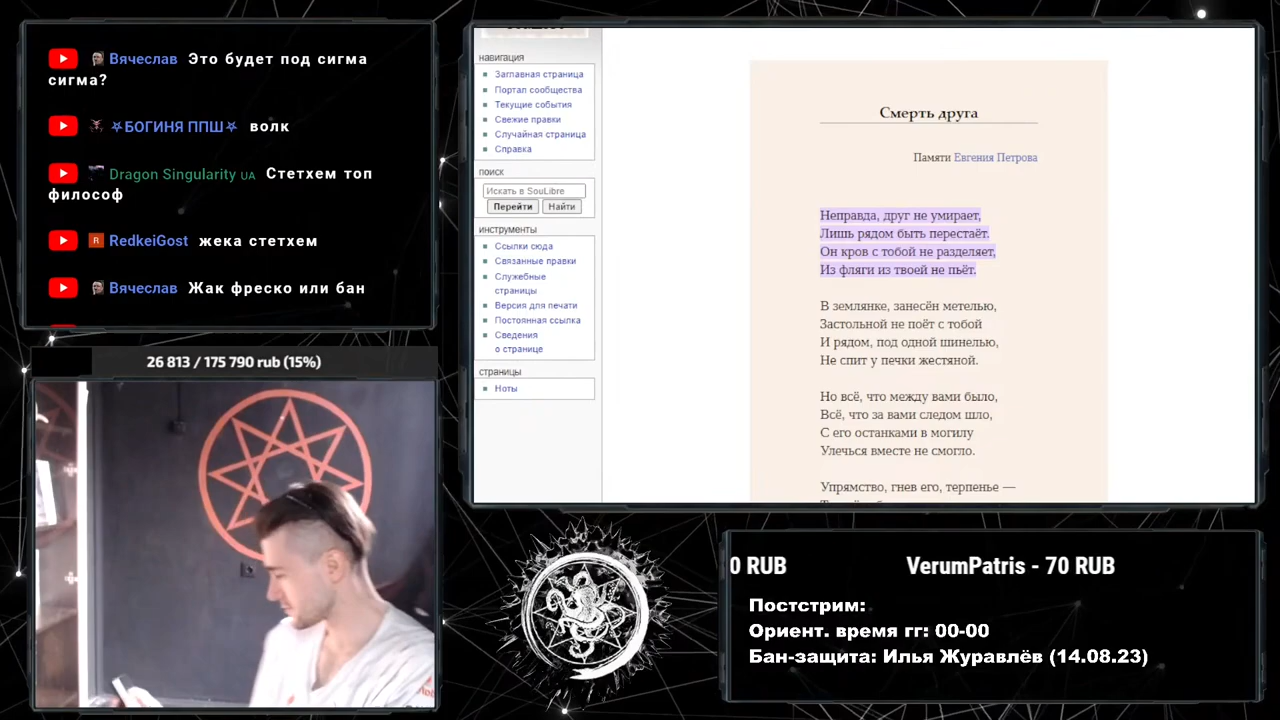 Вячеслав Это будет под сигма
сигма?
⛧БОГИНЯ ППШ⛧ волк
Dragon Singularity UA Стетхем топ
философ
R RedkeiGost жека стетхем
Вячеслав Жак фреско или бан
26 813 / 175 790 rub (15%)
навигация
Заглавная страница
Портал сообщества
Текущие события
Свежие правки
Случайная страница
Справка
поиск
Искать в SouLibre
Перейти Найти
инструменты
Ссылки сюда
Связанные правки
Служебные
страницы
Версия для печати
Постоянная ссылка
Сведения
о странице
страницы
Ноты
Смерть друга
Памяти Евгения Петрова
Неправда, друг не умирает,
Лишь рядом быть перестаёт.
Он кров с тобой не разделяет,
Из фляги из твоей не пьёт.
В землянке, занесён метелью,
Застольной не поёт с тобой
И рядом, под одной шинелью,
Не спит у печки жестяной.
Но всё, что между вами было,
Всё, что за вами следом шло,
С его останками в могилу
Улечься вместе не смогло.
Упрямство, гнев его, терпенье —
0 RUB VerumPatris - 70 RUB
Постстрим:
Ориент. время гг: 00-00
Бан-защита: Илья Журавлёв (14.08.23)